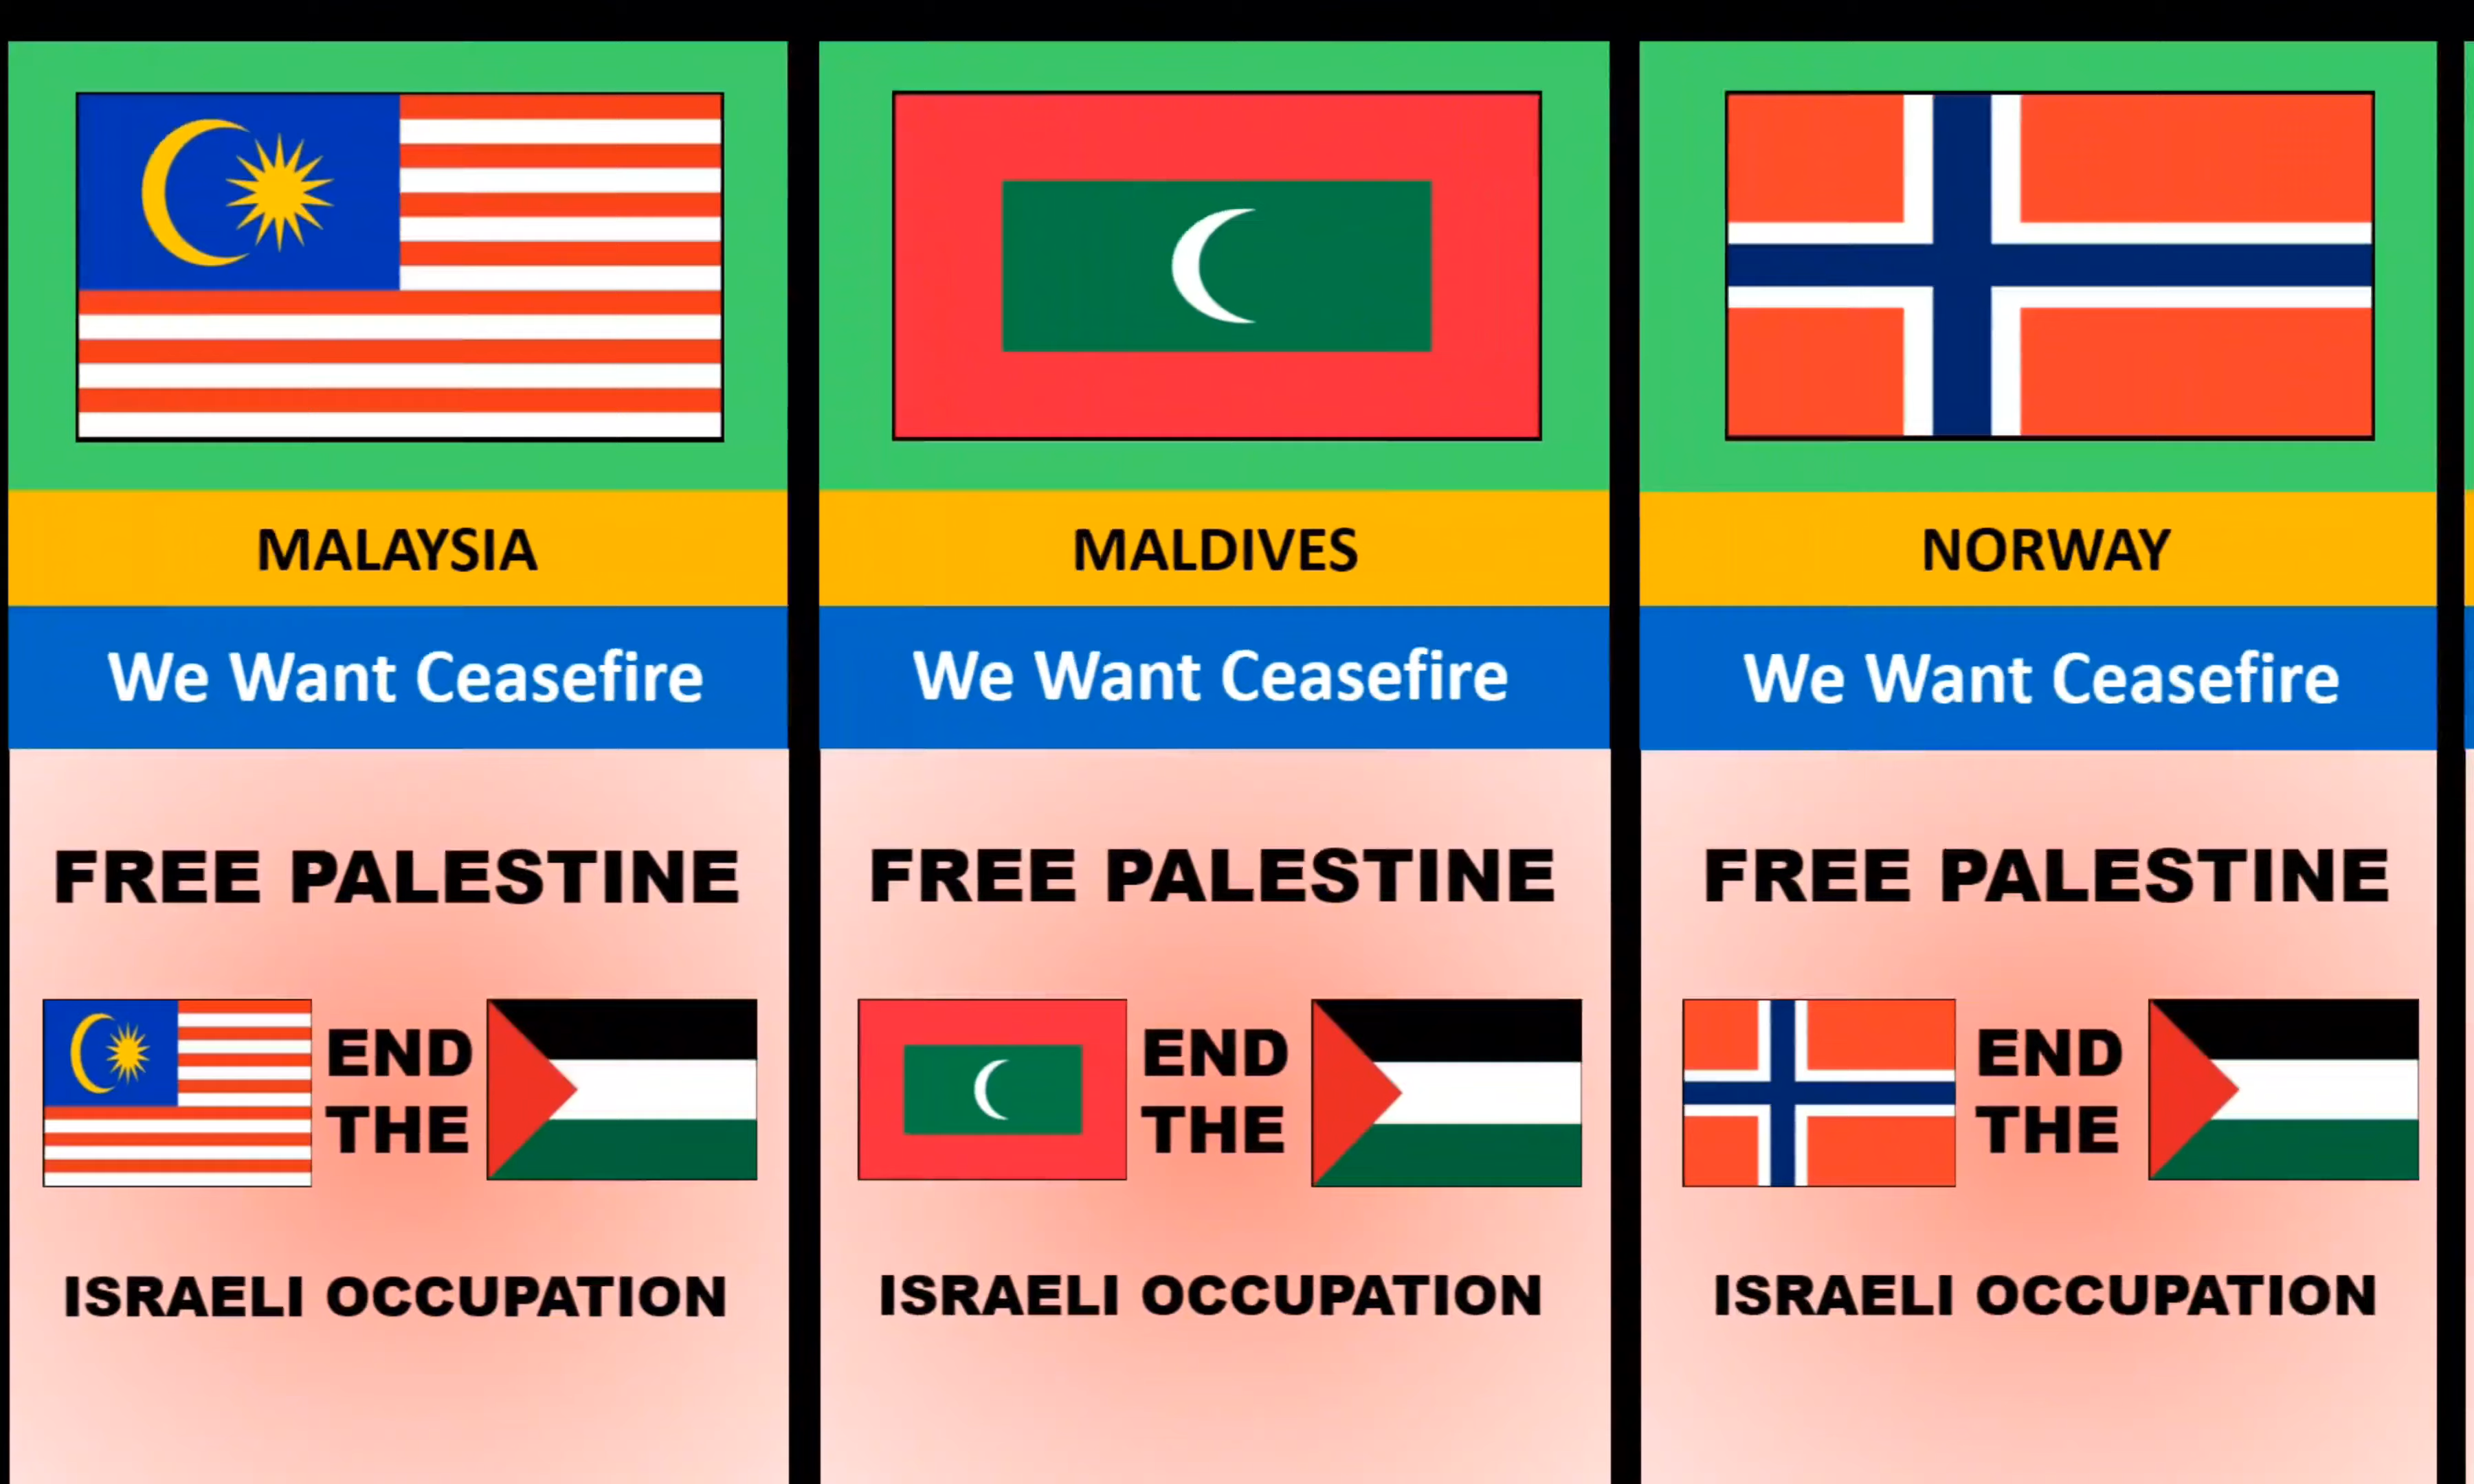 MALAYSIA
We Want Ceasefire
FREE PALESTINE
END
THE
ISRAELI OCCUPATION
MALDIVES
We Want Ceasefire
FREE PALESTINE
END
THE
ISRAELI OCCUPATION
NORWAY
We Want Ceasefire
FREE PALESTINE
END
THE
ISRAELI OCCUPATION